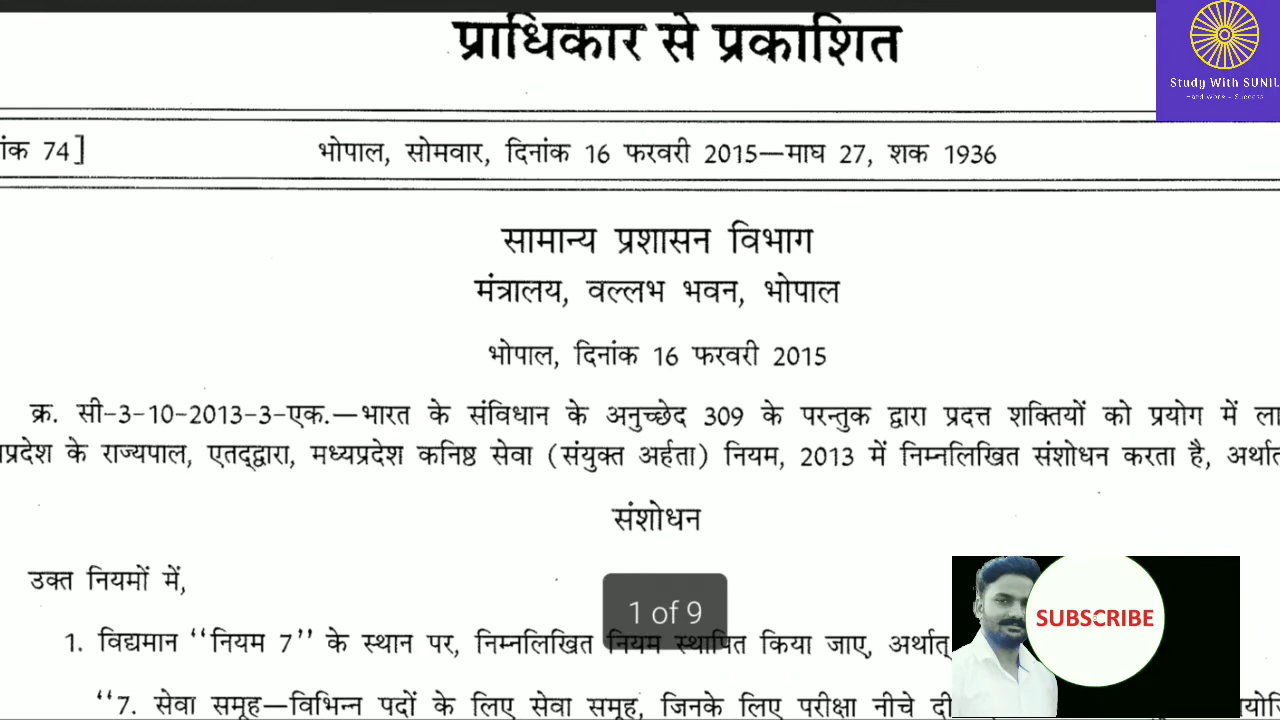 प्राधिकार से प्रकाशित
Study With SUNIL
Hard Work - Success
74]
भोपाल, सोमवार, दिनांक 16 फरवरी 2015—माघ 27, शक 1936
सामान्य प्रशासन विभाग
मंत्रालय, वल्लभ भवन, भोपाल
भोपाल, दिनांक 16 फरवरी 2015
क्र. सी-3-10-2013-3-एक.—भारत के संविधान के अनुच्छेद 309 के परन्तुक द्वारा प्रदत्त शक्तियों को प्रयोग में
के राज्यपाल, एतद्द्वारा, मध्यप्रदेश कनिष्ठ सेवा (संयुक्त अर्हता) नियम, 2013 में निम्नलिखित संशोधन करता है, अर्थात
संशोधन
उक्त नियमों में,
1 of 9
SUBSCRIBE
1. विद्यमान ‘‘नियम 7’’ के स्थान पर, निम्नलिखित नियम स्थापित किया जाए, अर्थात्
‘‘7. सेवा समूह—विभिन्न पदों के लिए सेवा समूह, जिनके लिए परीक्षा नीचे